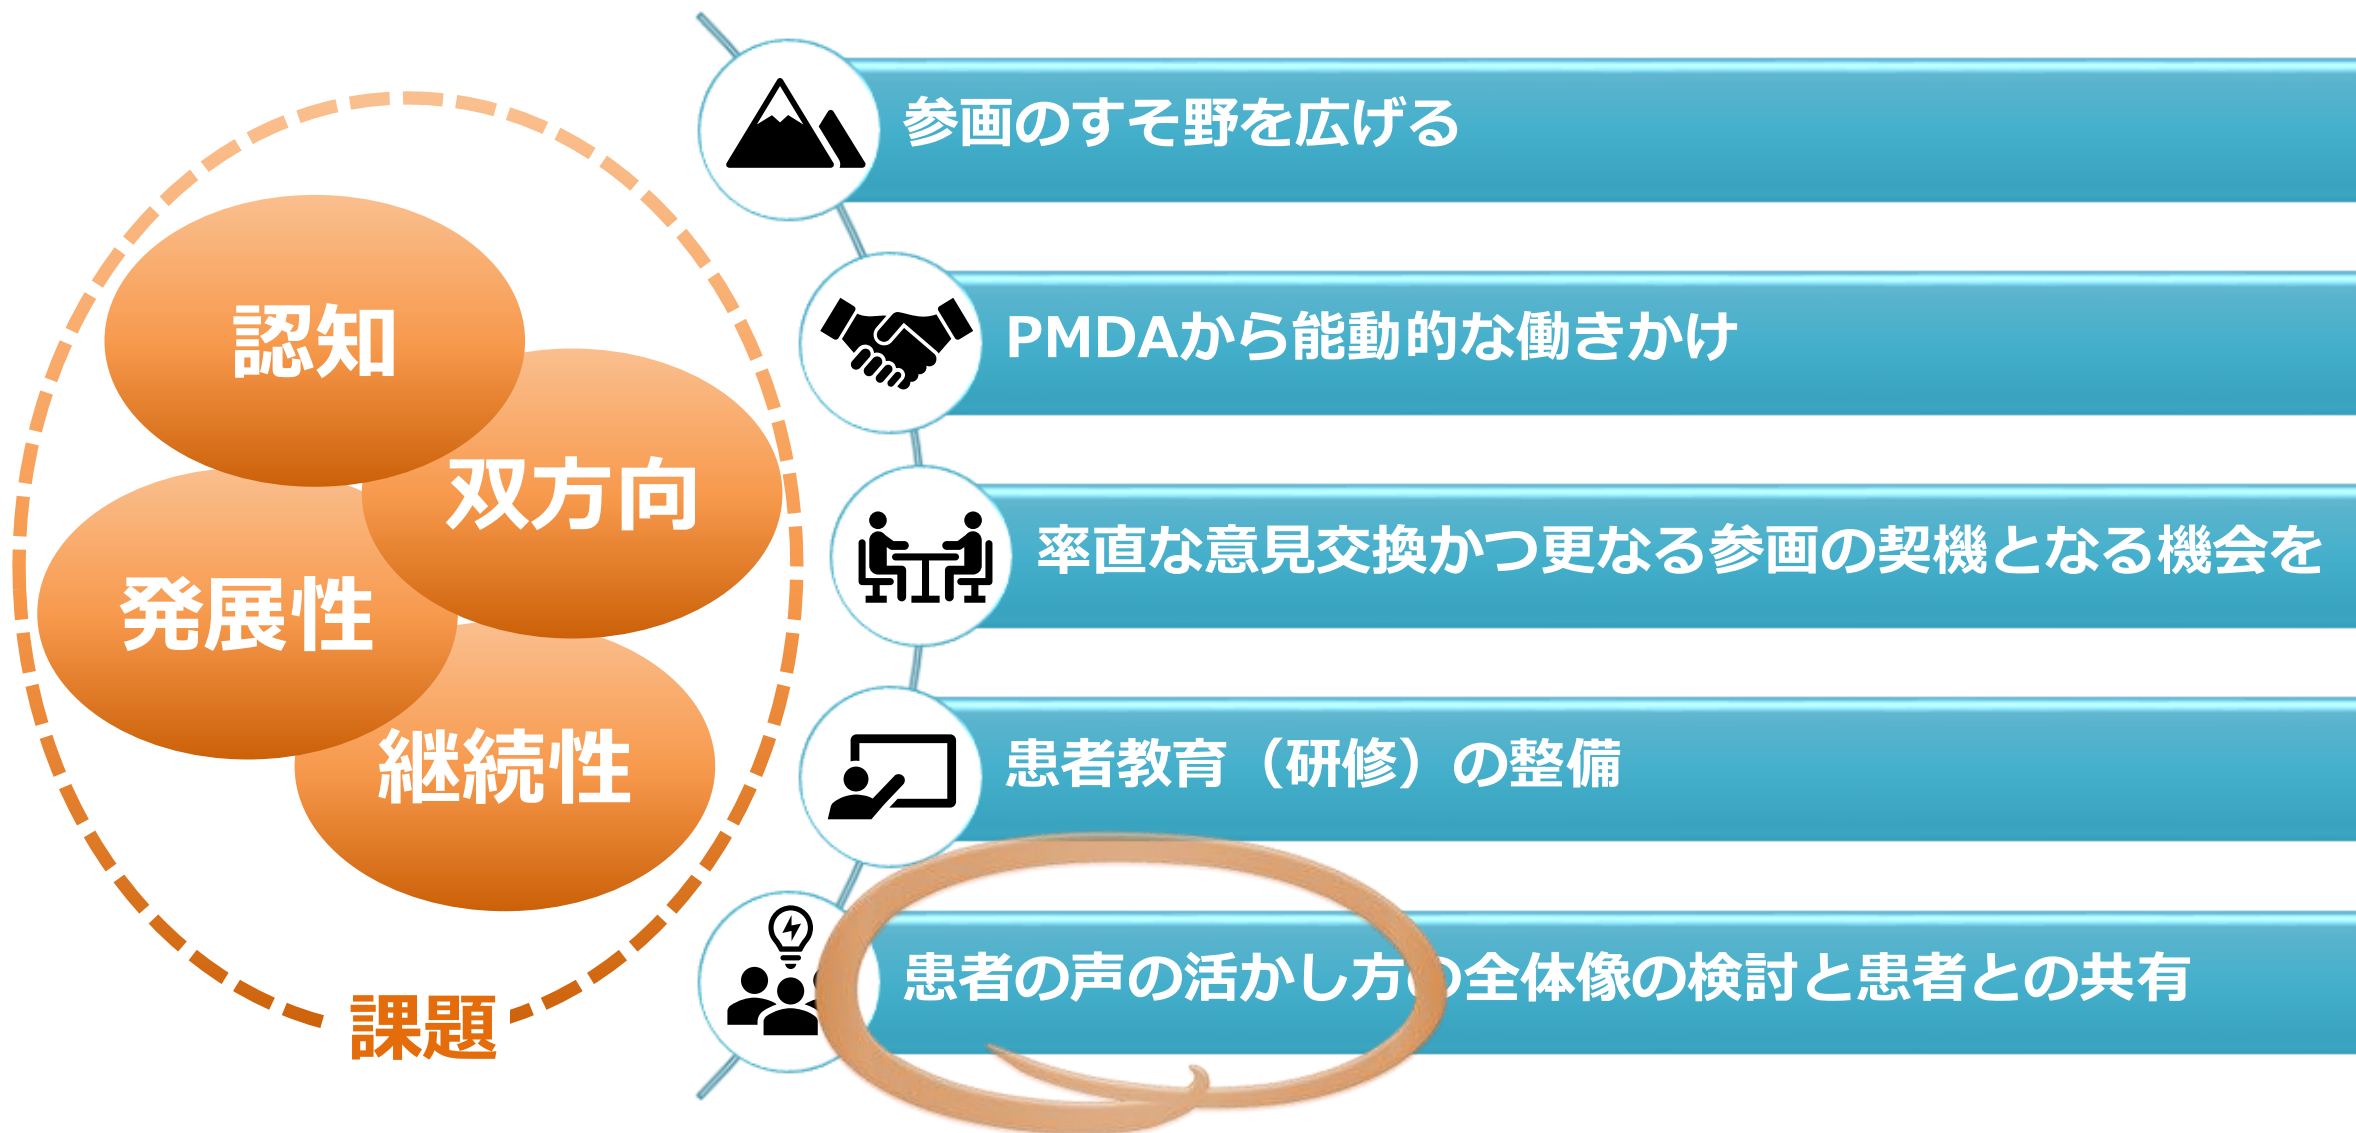 認知
双方向
発展性
継続性
課題
参画のすそ野を広げる
PMDAから能動的な働きかけ
率直な意見交換かつ更なる参画の契機となる機会を
患者教育（研修）の整備
患者の声の活かし方の全体像の検討と患者との共有